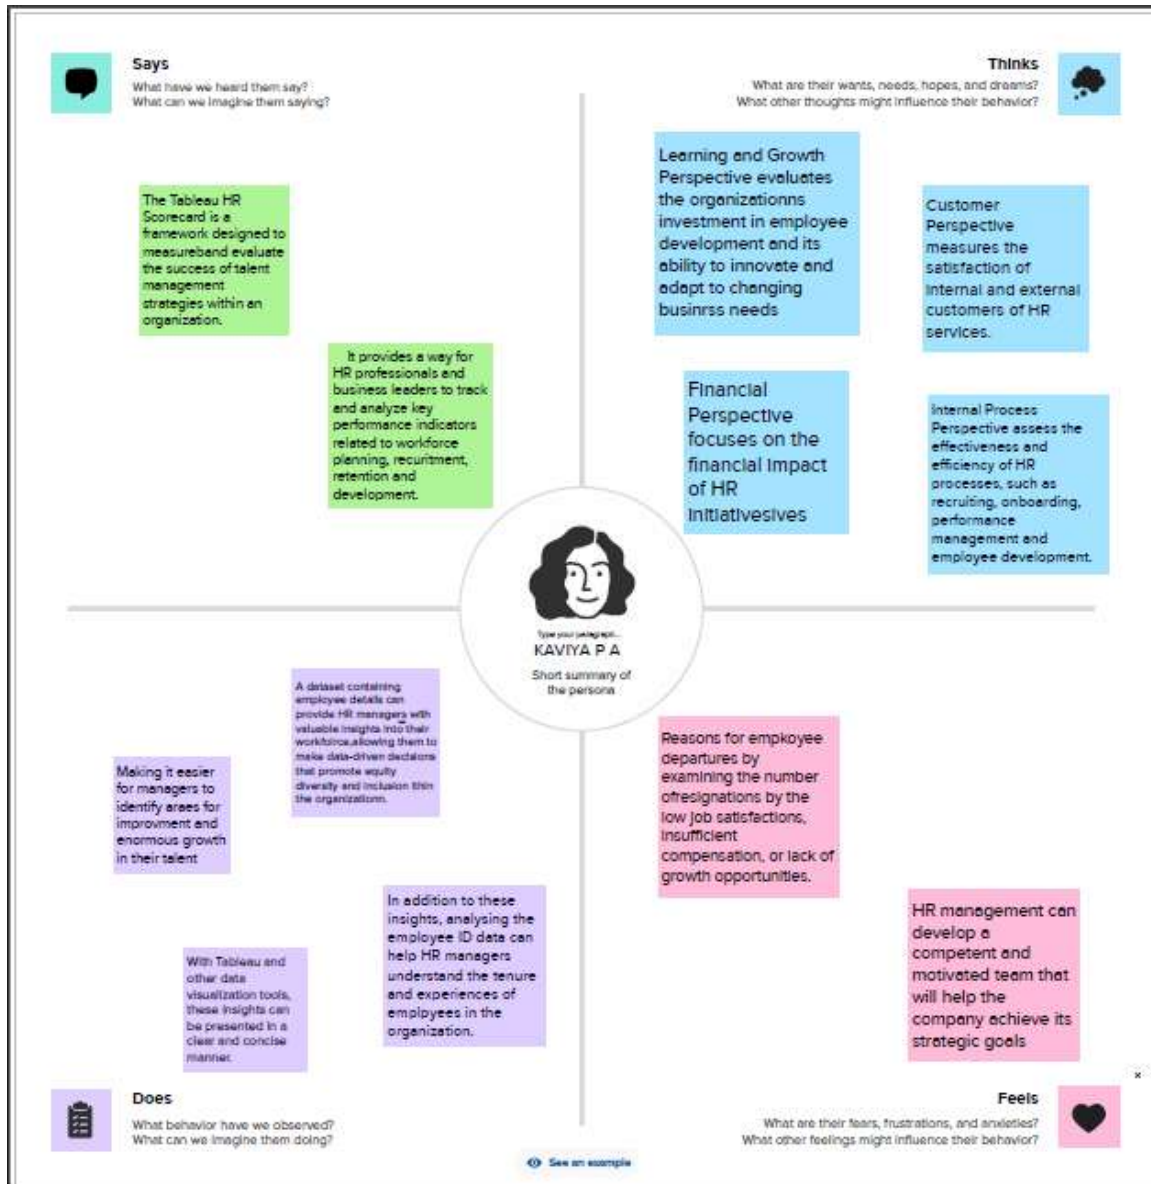 Says
What have we heard them say?
What can we imagine them saying?
The Tableau HR
Scorecard is a
framework designed to
measureband evaluate
the success of talent
management
strategies within an
organization.
It provides a way for
HR professionals and
business leaders to track
and analyze key
performance indicators
related to workforce
planning, recuritment,
retention and
development.
Thinks
What are their wants, needs, hopes, and dreams?
What other thoughts might influence their behavior?
Learning and Growth
Perspective evaluates
the organizationns
investment in employee
development and its
ability to innovate and
adapt to changing
businrss needs
Customer
Perspective
measures the
satisfaction of
internal and external
customers of HR
services.
Financial
Perspective
focuses on the
financial impact
of HR
initiativesives
Internal Process
Perspective assess the
effectiveness and
efficiency of HR
processes, such as
recruiting, onboarding,
performance
management and
employee development.
Type your paragraph...
KAVIYA P A
Short summary of
the persona
A dataset containing
employee details can
provide HR managers with
valuable insights into their
workforce,allowing them to
make data-driven decisions
that promote equity
diversity and inclusion thin
the organizationn.
Making it easier
for managers to
identify araes for
improvment and
enormous growth
in their talent
In addition to these
insights, analysing the
employee ID data can
help HR managers
understand the tenure
and experiences of
emplpyees in the
organization.
With Tableau and
other data
visualization tools,
these insights can
be presented in a
clear and concise
manner.
Does
What behavior have we observed?
What can we imagine them doing?
Reasons for empkoyee
departures by
examining the number
ofresignations by the
low job satisfactions,
insufficient
compensation, or lack of
growth opportunities.
HR management can
develop a
competent and
motivated team that
will help the
company achieve its
strategic goals
Feels
What are their fears, frustrations, and anxieties?
What other feelings might influence their behavior?
See an example